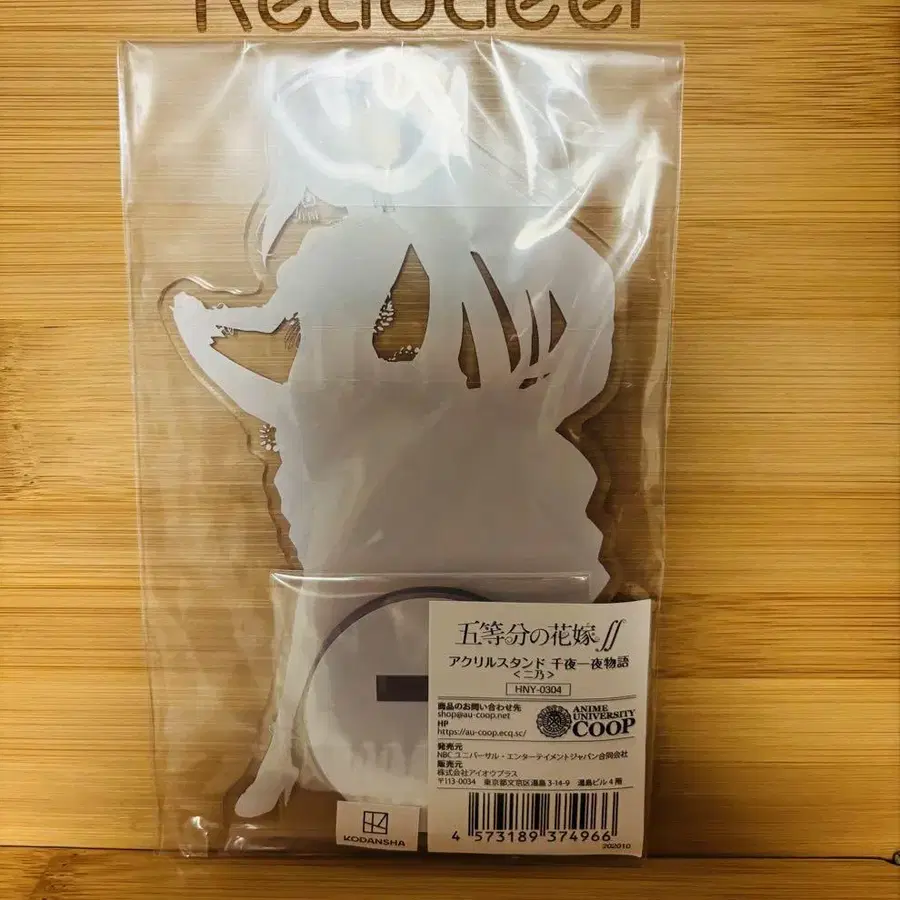 Readdeer
五等分の花嫁∬
アクリルスタンド 千夜一夜物語
<二乃>
HNY-0304
商品のお問い合わせ先
shop@au-coop.net
HP
https://au-coop.ecq.sc/
ANIME
UNIVERSITY
COOP
発売元
NBC ユニバーサル・エンターテイメントジャパン合同会社
販売元
株式会社アイオウプラス
〒113-0034 東京都文京区湯島3-14-9 湯島ビル4階
4 573189 374966
202010
KODANSHA